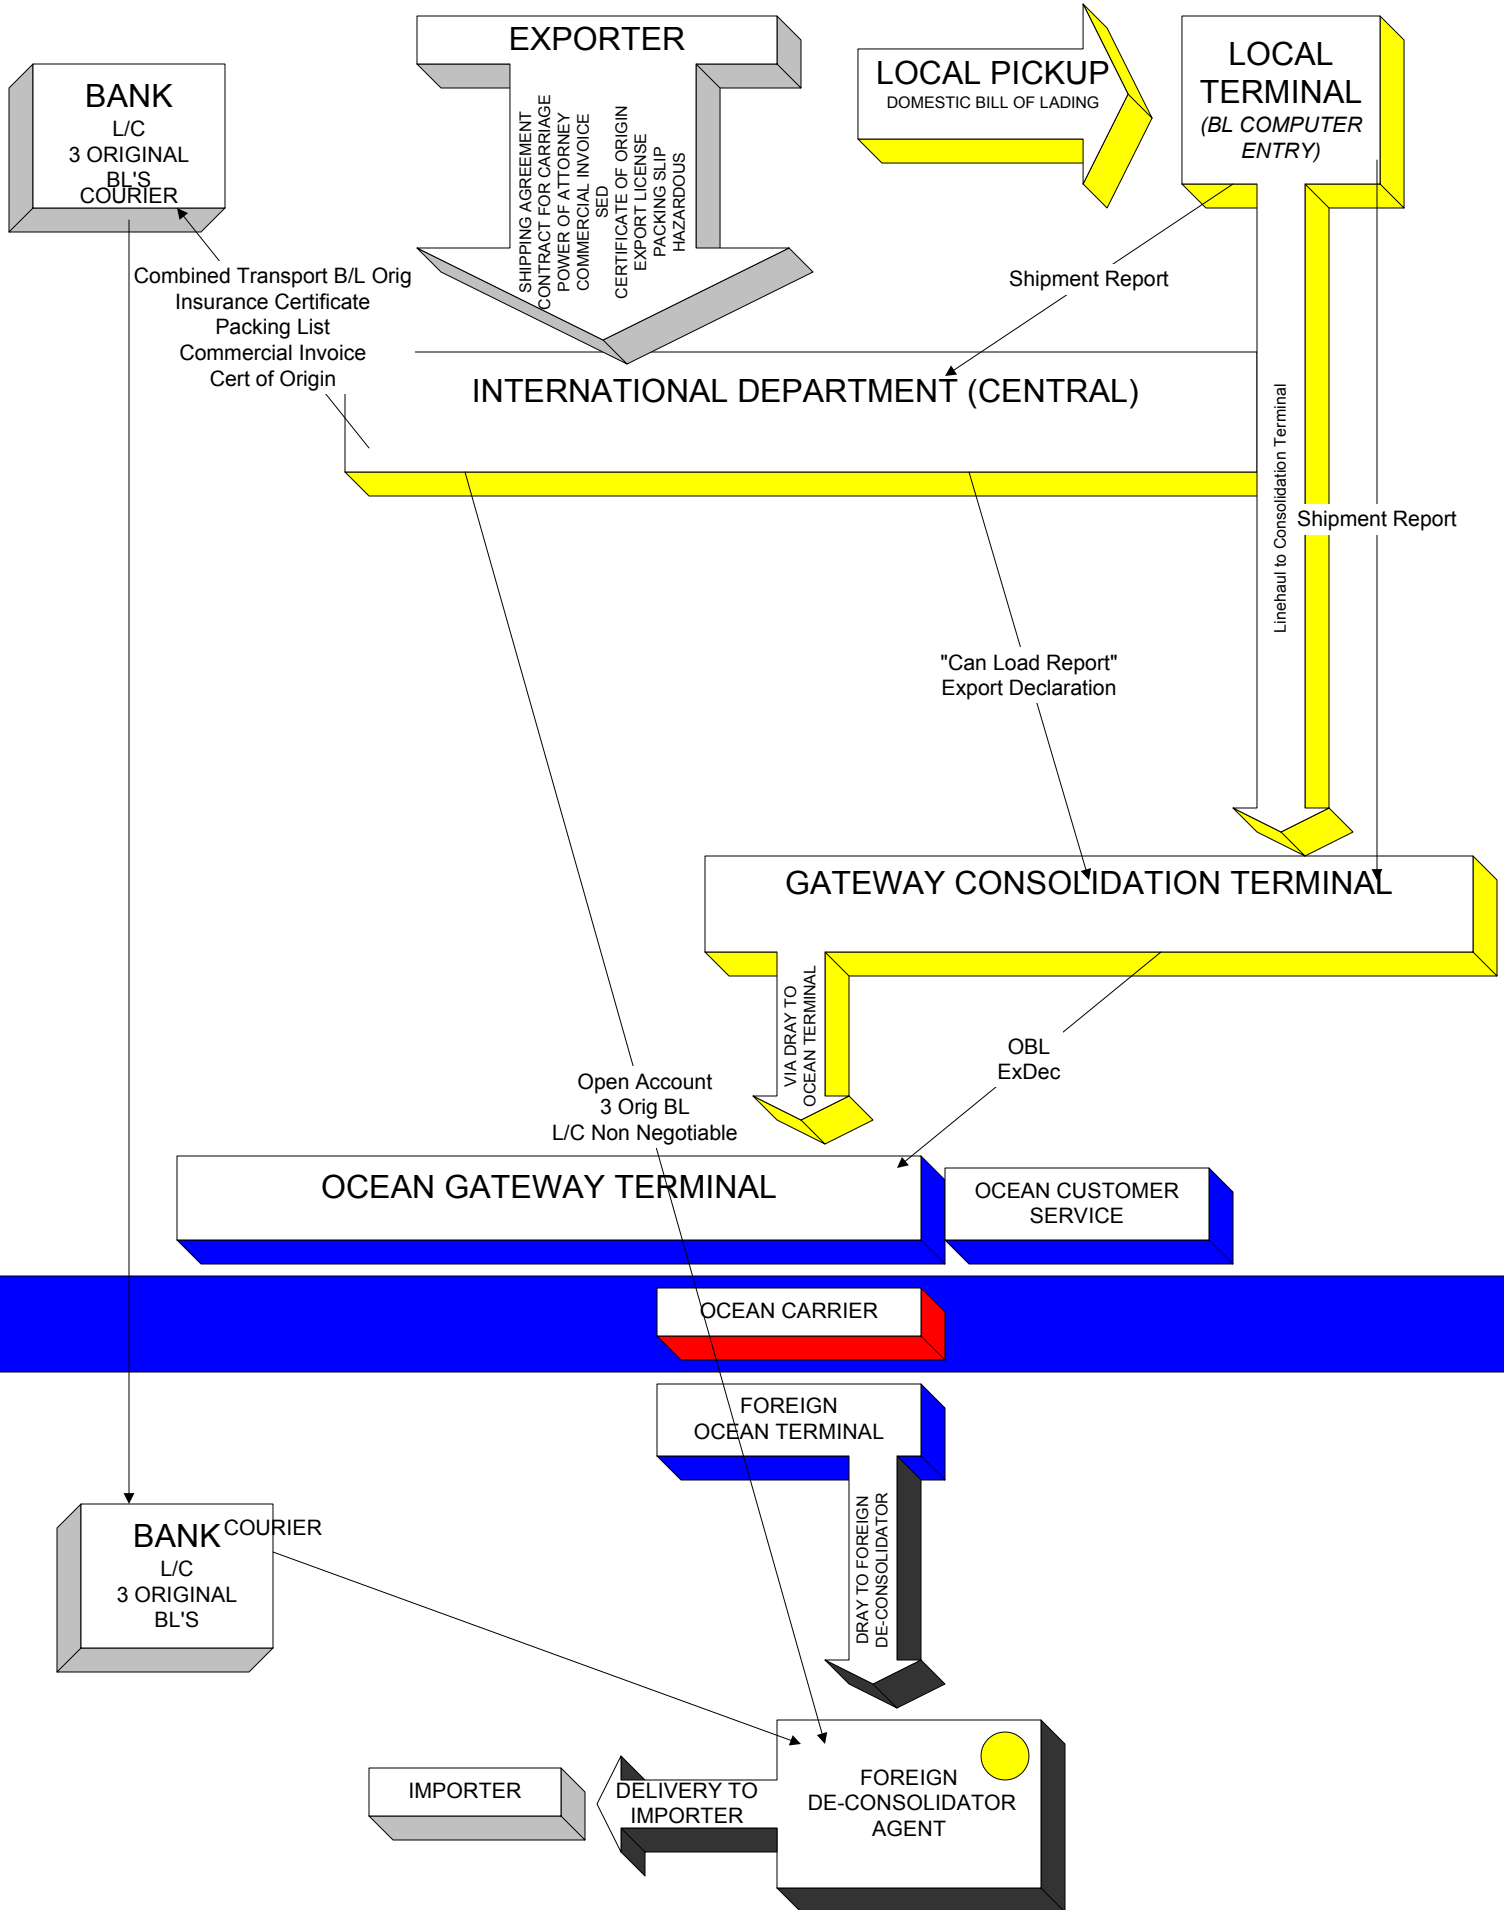 EXPORTER
BANK
L/C
3 ORIGINAL
BL'S
COURIER
SHIPPING AGREEMENT
CONTRACT FOR CARRIAGE
POWER OF ATTORNEY
COMMERCIAL INVOICE
SED
CERTIFICATE OF ORIGIN
EXPORT LICENSE
PACKING SLIP
HAZARDOUS
LOCAL PICKUP
DOMESTIC BILL OF LADING
LOCAL
TERMINAL
(BL COMPUTER
ENTRY)
Combined Transport B/L Orig
Insurance Certificate
Packing List
Commercial Invoice
Cert of Origin
Shipment Report
INTERNATIONAL DEPARTMENT (CENTRAL)
Linehaul to Consolidation Terminal
Shipment Report
"Can Load Report"
Export Declaration
GATEWAY CONSOLIDATION TERMINAL
VIA DRAY TO
OCEAN TERMINAL
OBL
ExDec
Open Account
3 Orig BL
L/C Non Negotiable
OCEAN GATEWAY TERMINAL
OCEAN CUSTOMER
SERVICE
OCEAN CARRIER
FOREIGN
OCEAN TERMINAL
DRAY TO FOREIGN
DE-CONSOLIDATOR
BANK
COURIER
L/C
3 ORIGINAL
BL'S
IMPORTER
DELIVERY TO
IMPORTER
FOREIGN
DE-CONSOLIDATOR
AGENT